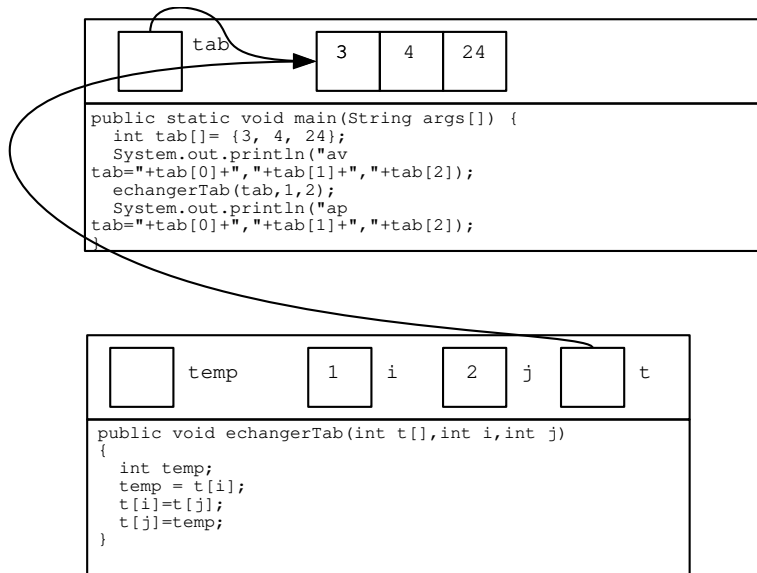 tab 3 4 24
public static void main(String args[]) {
int tab[]= {3, 4, 24};
System.out.println("av
tab="+tab[0]+","+tab[1]+","+tab[2]);
echangerTab(tab,1,2);
System.out.println("ap
tab="+tab[0]+","+tab[1]+","+tab[2]);
}
temp 1 i 2 j t
public void echangerTab(int t[],int i,int j)
{
int temp;
temp = t[i];
t[i]=t[j];
t[j]=temp;
}